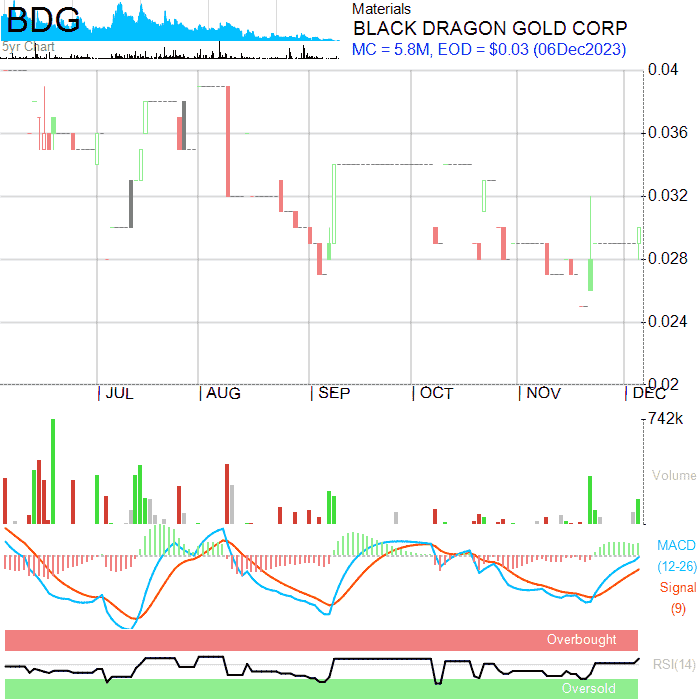 BDG
5yr Chart
Materials
BLACK DRAGON GOLD CORP
MC = 5.8M, EOD = $0.03 (06Dec2023)
0.04
0.036
0.032
0.028
0.024
0.02
JUL
AUG
SEP
OCT
NOV
DEC
742k
Volume
MACD
(12-26)
Signal
(9)
Overbought
RSI(14)
Oversold